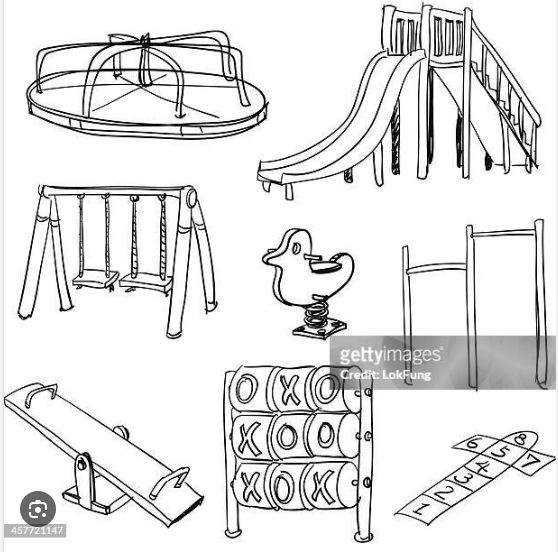 gettyimages®
Credit: LokFung
O X O
X O O
X O X
8
6 5 7
4
3
2
1
457721147